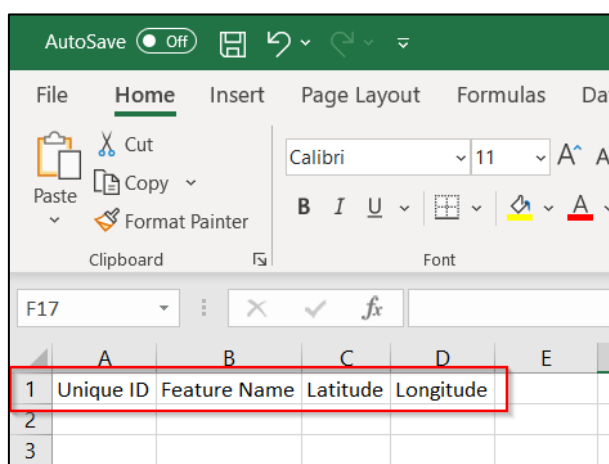 AutoSave Off
File Home Insert Page Layout Formulas Da
Paste
Cut
Copy
Format Painter
Clipboard
Calibri 11 A A
B I U A
Font
F17 fx
A B C D E
1 Unique ID Feature Name Latitude Longitude
2
3